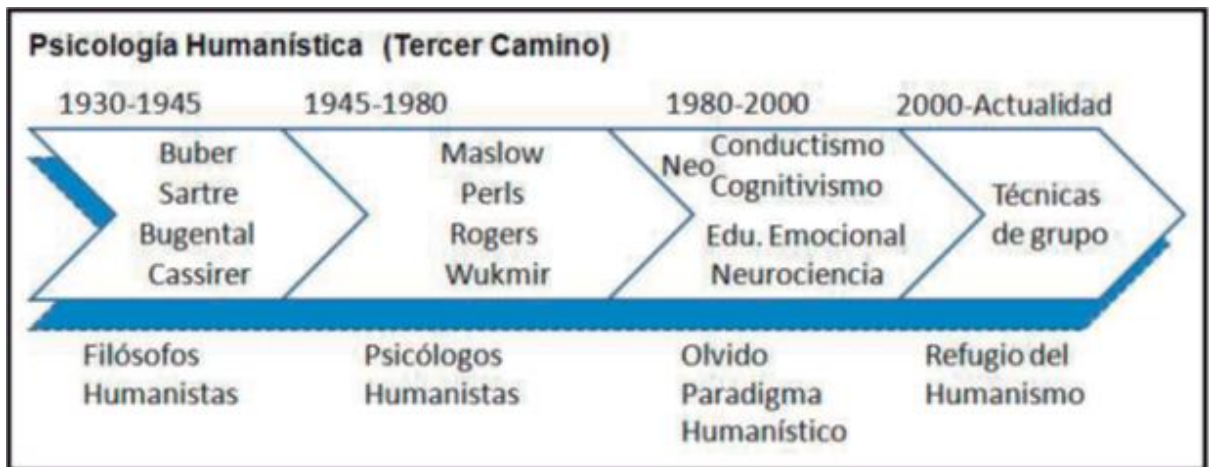 Psicología Humanística (Tercer Camino)
1930-1945
Buber
Sartre
Bugental
Cassirer
Filósofos
Humanistas
1945-1980
Maslow
Perls
Rogers
Wukmir
Psicólogos
Humanistas
1980-2000
Neo
Conductismo
Cognitivismo
Edu. Emocional
Neurociencia
Olvido
Paradigma
Humanístico
2000-Actualidad
Técnicas
de grupo
Refugio del
Humanismo